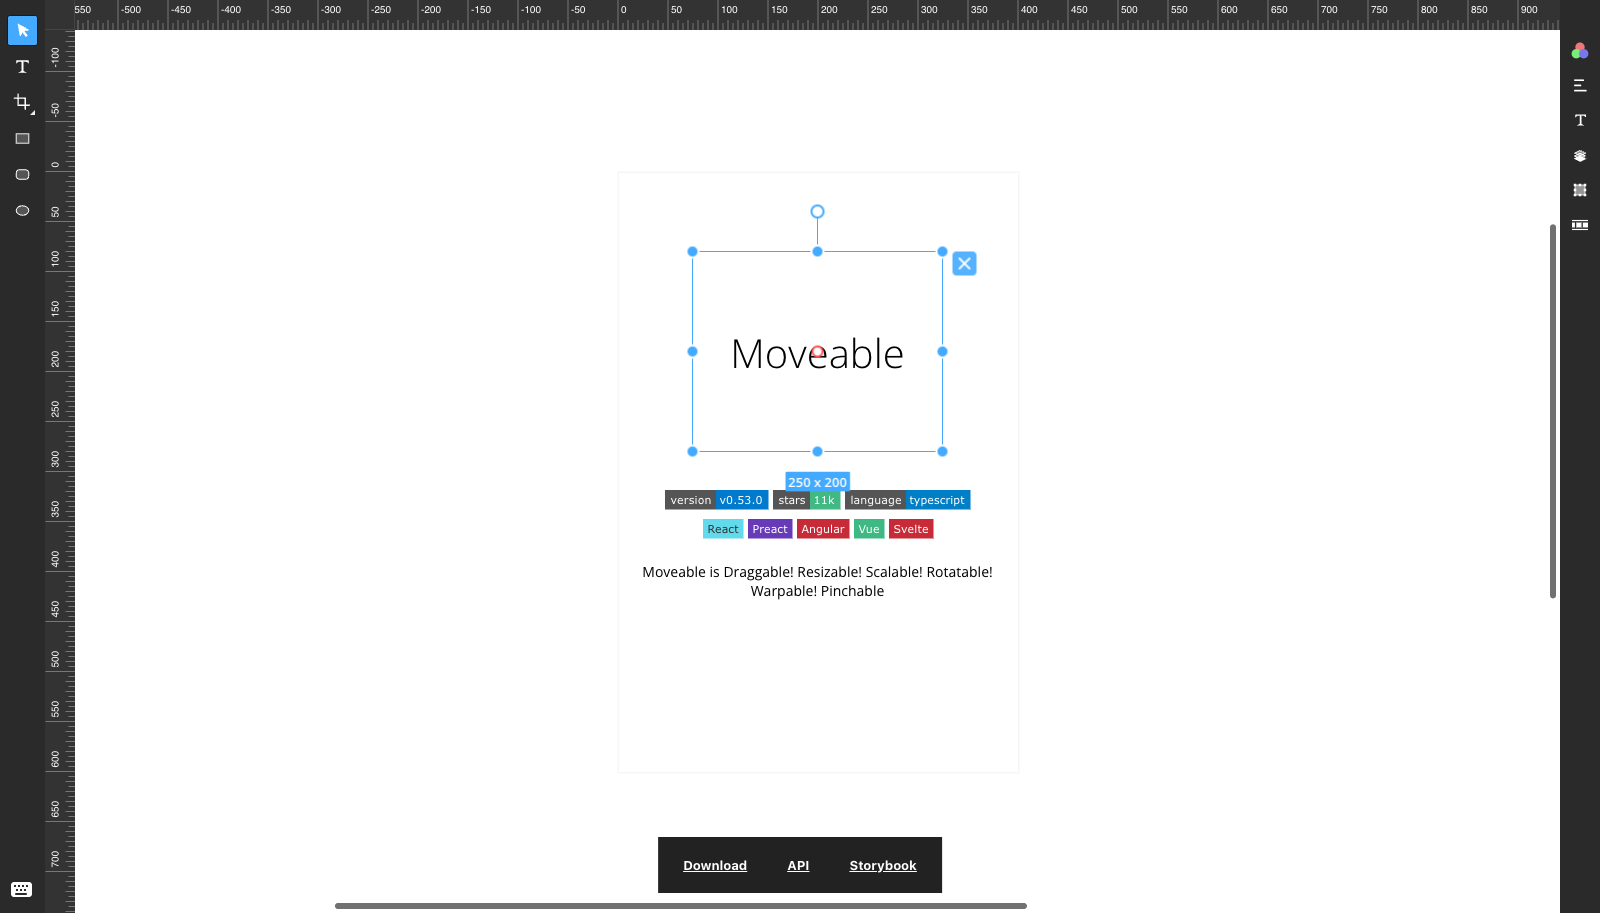 550 -500 -450 -400 -350 -300 -250 -200 -150 -100 -50 0 50 100 150 200 250 300 350 400 450 500 550 600 650 700 750 800 850 900
-100
-50
0
50
100
150
200
250
300
350
400
450
500
550
600
650
700
Moveable
250 x 200
version v0.53.0 stars 11k language typescript
React Preact Angular Vue Svelte
Moveable is Draggable! Resizable! Scalable! Rotatable!
Warpable! Pinchable
Download API Storybook